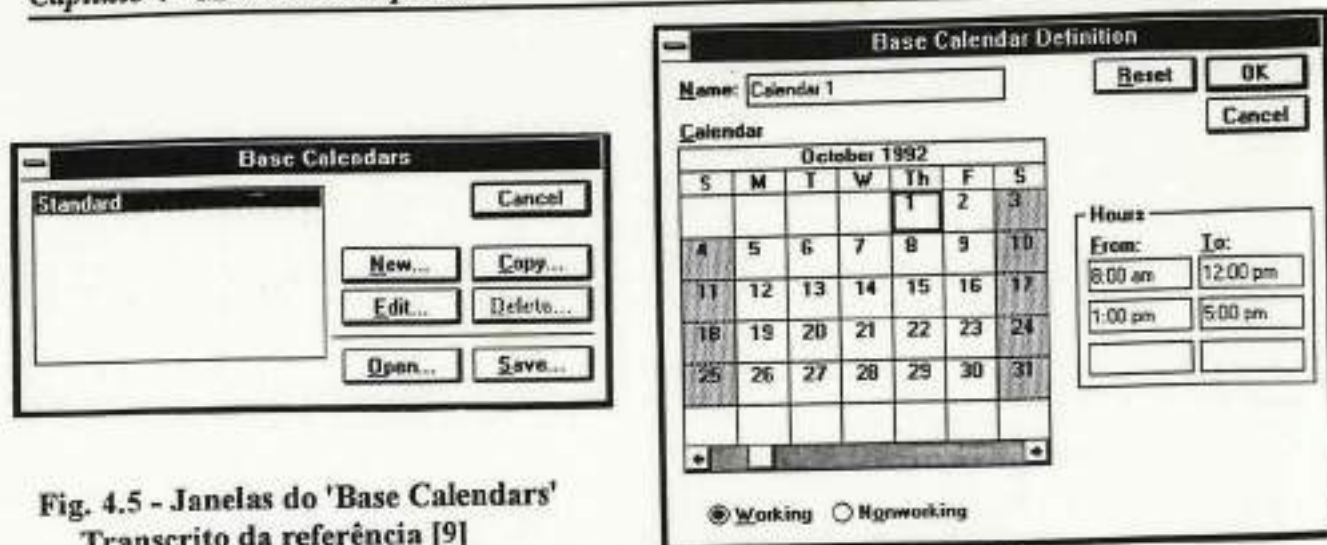 Base Calendars
Standard
Cancel
New...
Copy...
Edit...
Delete...
Open...
Save...
Fig. 4.5 - Janelas do 'Base Calendars'
Transcrito da referência [9]
Base Calendar Definition
Name: Calendar 1
Reset
OK
Cancel
Calendar
October 1992
S M T W Th F S
1 2 3
4 5 6 7 8 9 10
11 12 13 14 15 16 17
18 19 20 21 22 23 24
25 26 27 28 29 30 31
Hours
From: To:
8:00 am 12:00 pm
1:00 pm 5:00 pm
Working Nonworking